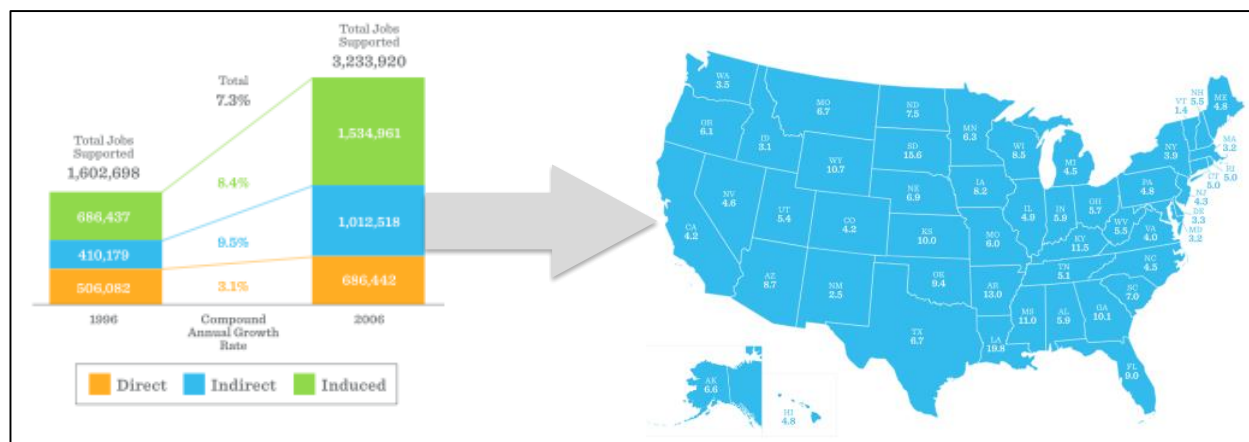 Total Jobs
Supported
3,233,920
Total
7.3%
Total Jobs
Supported
1,602,698
1,534,961
8.4%
686,437
9.5%
1,012,518
410,179
506,082
3.1%
686,442
1996
Compound
Annual Growth
Rate
2006
Direct
Indirect
Induced
WA
3.5
OR
6.1
ID
3.1
MO
6.7
WY
10.7
ND
7.5
SD
15.6
NE
6.9
KS
10.0
MN
6.3
IA
8.2
WI
8.5
MI
4.5
NV
4.6
UT
5.4
CO
4.2
CA
4.2
AZ
8.7
NM
2.5
OK
9.4
TX
6.7
MO
6.0
AR
13.0
LA
19.8
IL
4.9
IN
5.9
OH
5.7
KY
11.5
TN
5.1
MS
11.0
AL
5.9
GA
10.1
FL
9.0
SC
7.0
NC
4.5
VA
4.0
WV
5.5
PA
4.8
NY
3.9
VT
1.4
NH
5.5
ME
4.8
MA
3.2
RI
5.0
CT
5.0
NJ
4.3
DE
3.3
MD
3.2
AK
6.6
HI
4.8